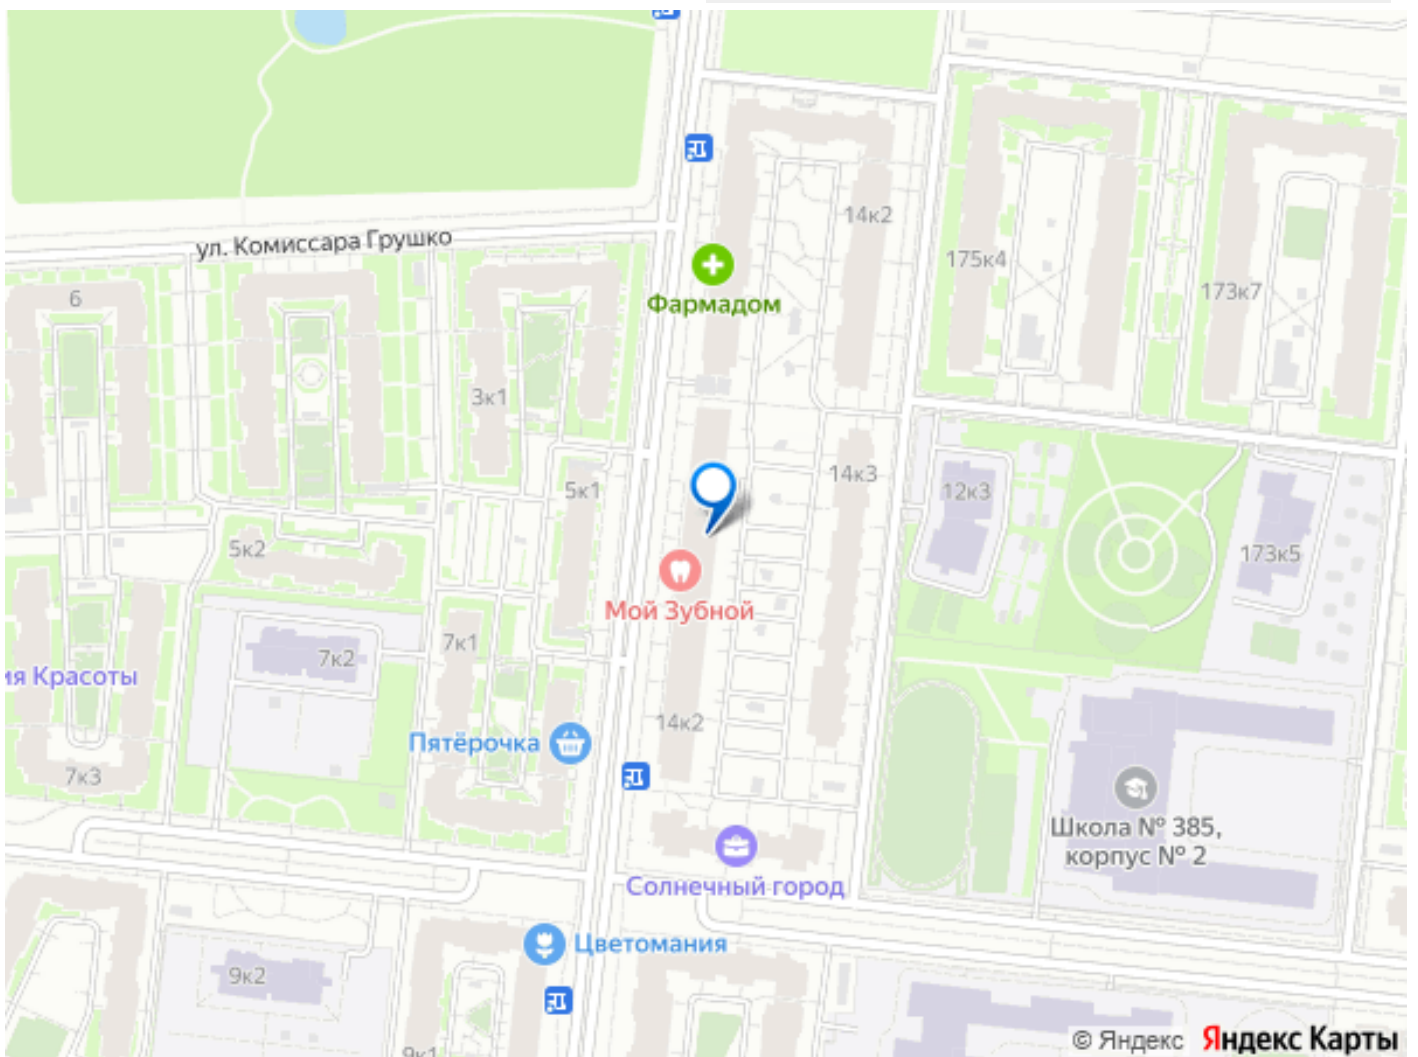 ул. Комиссара Грушко
14к2
175к4
173к7
6
Фармадом
3к1
5к1
14к3
12к3
173к5
5к2
Мой Зубной
7к1
7к2
ия Красоты
14к2
Пятёрочка
7к3
Школа № 385,
корпус № 2
Солнечный город
Цветомания
9к2
9к1
© Яндекс Яндекс Карты